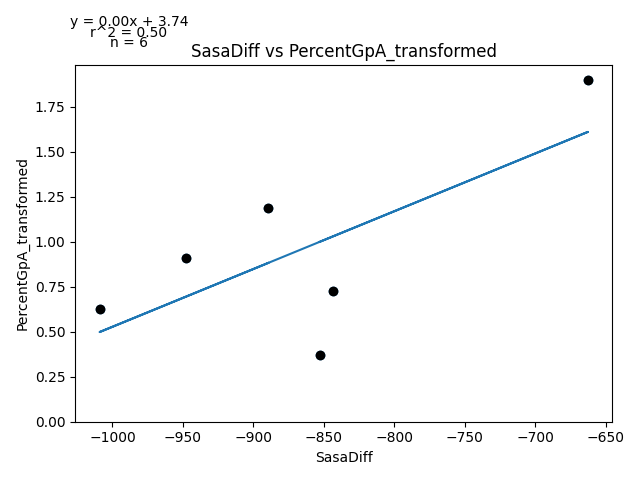 y = 0.00x + 3.74
r^2 = 0.50
n = 6
SasaDiff vs PercentGpA_transformed
PercentGpA_transformed
1.75
1.50
1.25
1.00
0.75
0.50
0.25
0.00
−1000 −950 −900 −850 −800 −750 −700 −650
SasaDiff